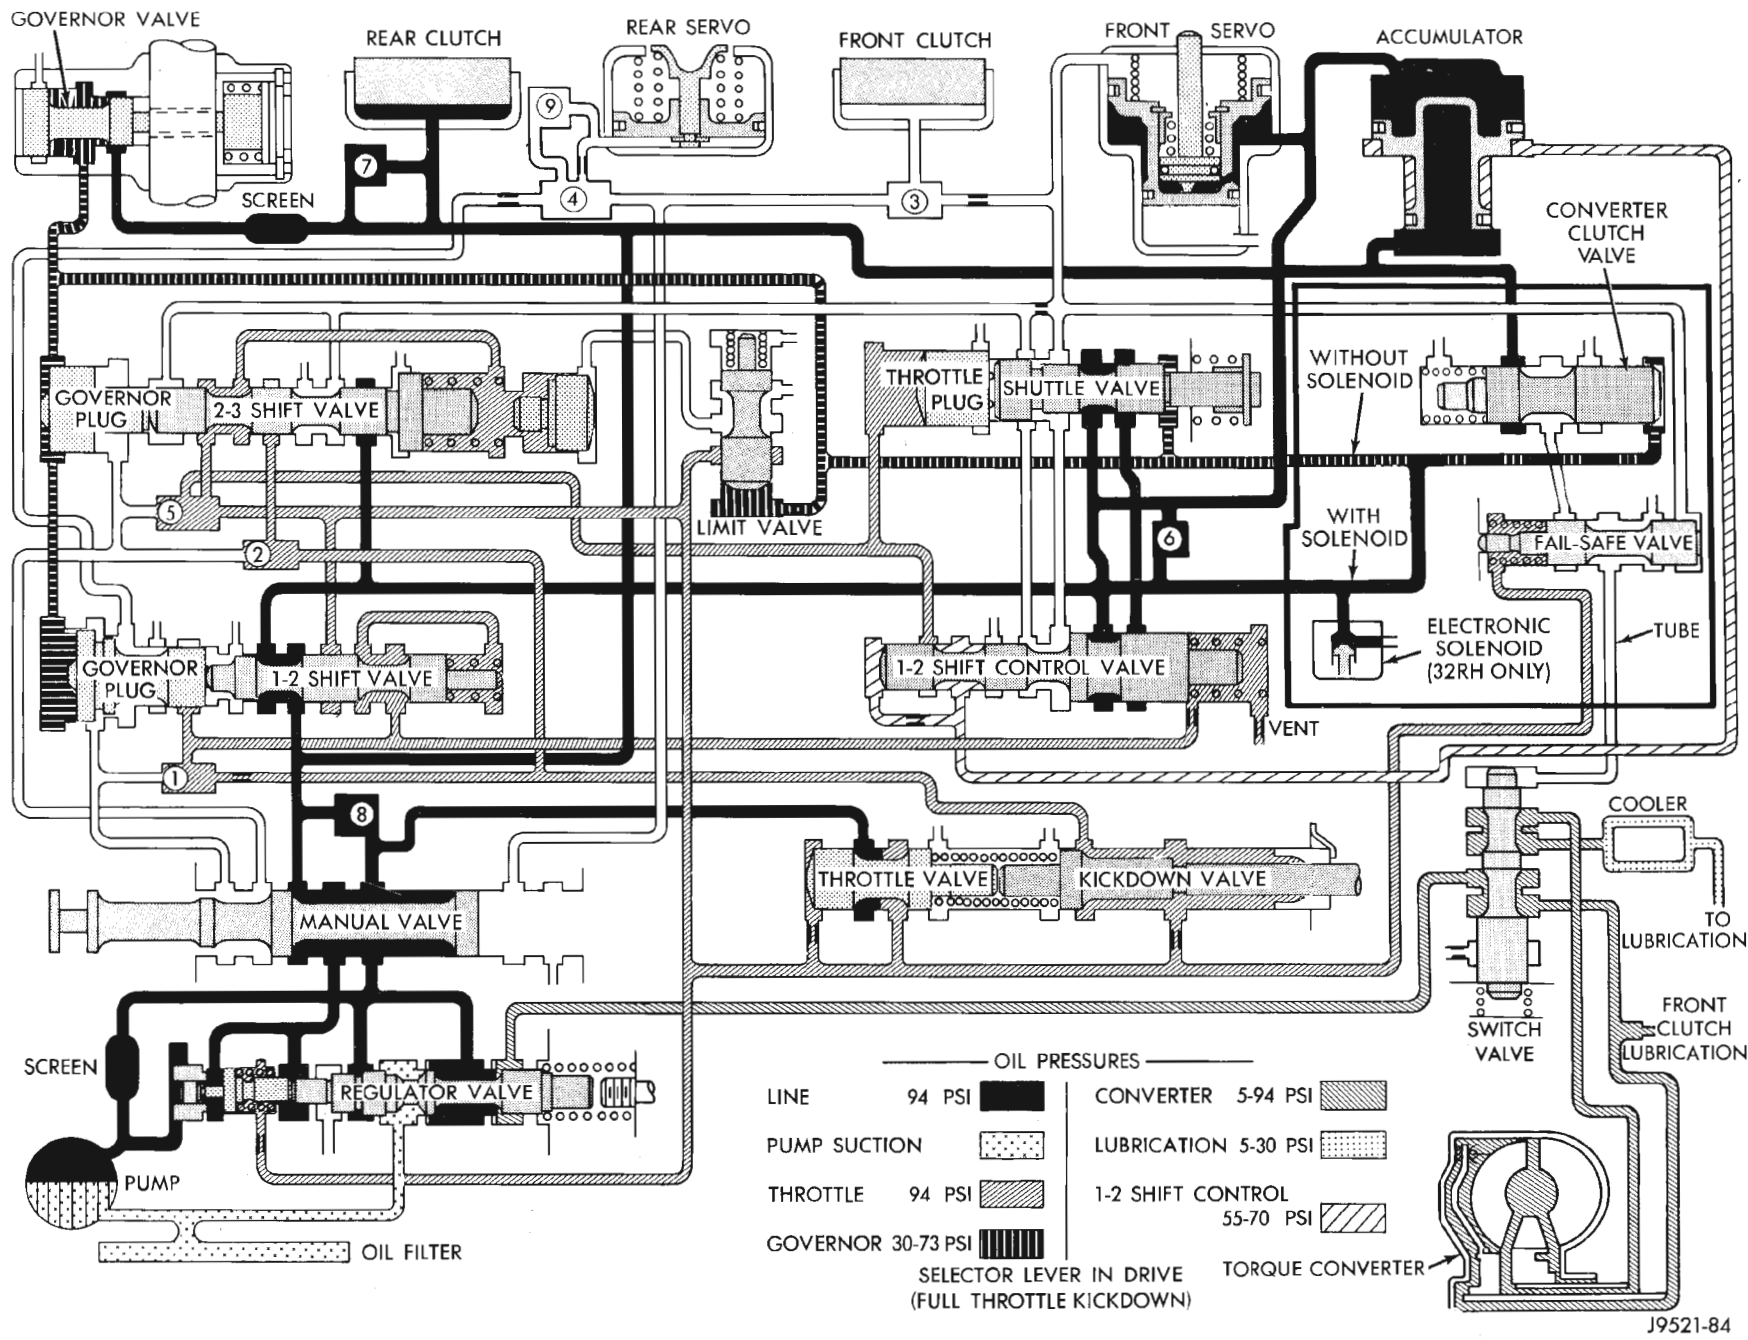 GOVERNOR VALVE
REAR CLUTCH
REAR SERVO
FRONT CLUTCH
FRONT SERVO
ACCUMULATOR
9
7
4
3
SCREEN
CONVERTER
CLUTCH
VALVE
GOVERNOR
PLUG
2-3 SHIFT VALVE
THROTTLE
PLUG
SHUTTLE VALVE
WITHOUT
SOLENOID
5
LIMIT VALVE
2
6
WITH
SOLENOID
FAIL-SAFE VALVE
GOVERNOR
PLUG
1-2 SHIFT VALVE
1-2 SHIFT CONTROL VALVE
ELECTRONIC
SOLENOID
(32RH ONLY)
TUBE
VENT
1
8
COOLER
THROTTLE VALVE
KICKDOWN VALVE
MANUAL VALVE
TO
LUBRICATION
SWITCH
VALVE
FRONT
CLUTCH
LUBRICATION
SCREEN
REGULATOR VALVE
PUMP
OIL FILTER
OIL PRESSURES
LINE 94 PSI
PUMP SUCTION
THROTTLE 94 PSI
GOVERNOR 30-73 PSI
CONVERTER 5-94 PSI
LUBRICATION 5-30 PSI
1-2 SHIFT CONTROL
55-70 PSI
SELECTOR LEVER IN DRIVE
(FULL THROTTLE KICKDOWN)
TORQUE CONVERTER
J9521-84